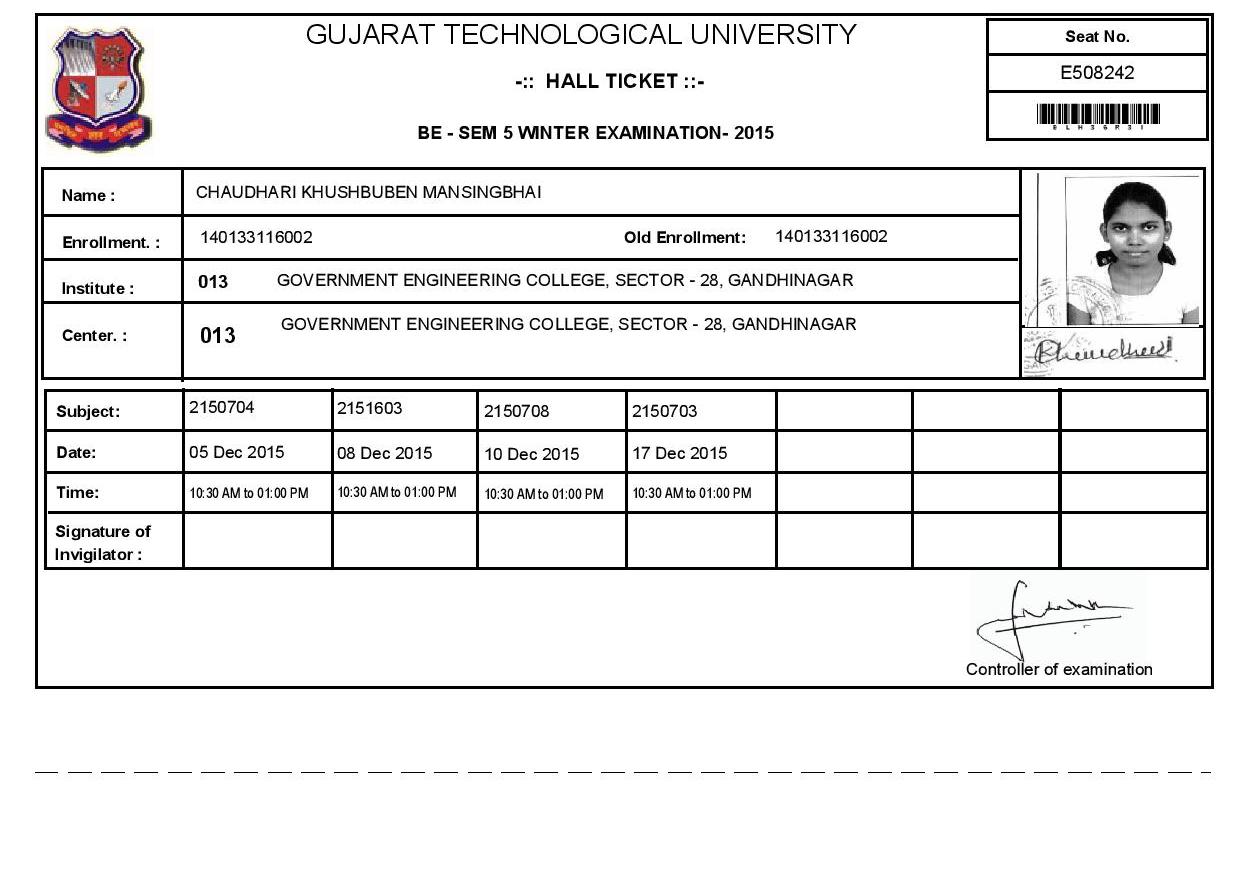 GUJARAT TECHNOLOGICAL UNIVERSITY
-:: HALL TICKET ::-
BE - SEM 5 WINTER EXAMINATION- 2015
Seat No.
E508242
Name : CHAUDHARI KHUSHBUBEN MANSINGBHAI
Enrollment. : 140133116002 Old Enrollment: 140133116002
Institute : 013 GOVERNMENT ENGINEERING COLLEGE, SECTOR - 28, GANDHINAGAR
Center. : 013 GOVERNMENT ENGINEERING COLLEGE, SECTOR - 28, GANDHINAGAR
Subject: 2150704 2151603 2150708 2150703
Date: 05 Dec 2015 08 Dec 2015 10 Dec 2015 17 Dec 2015
Time: 10:30 AM to 01:00 PM 10:30 AM to 01:00 PM 10:30 AM to 01:00 PM 10:30 AM to 01:00 PM
Signature of
Invigilator :
Controller of examination